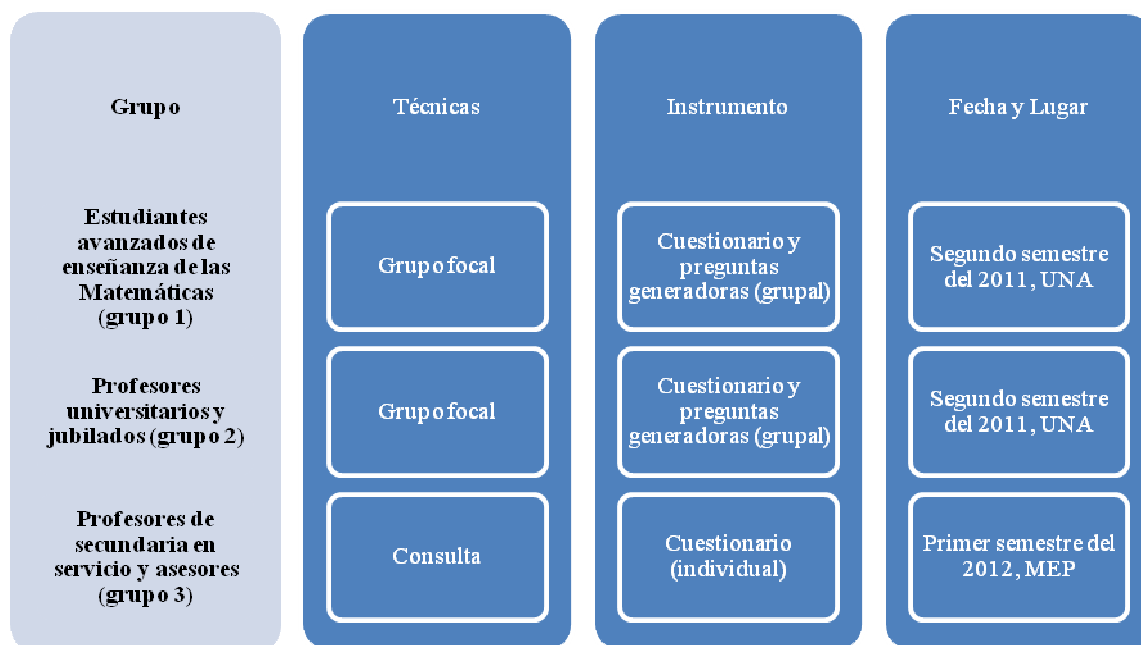 Grupo
Técnicas
Instrumento
Fecha y Lugar
Estudiantes
avanzados de
enseñanza de las
Matemáticas
(grupo 1)
Grupo focal
Cuestionario y
preguntas
generadoras (grupal)
Segundo semestre
del 2011, UNA
Profesores
universitarios y
jubilados (grupo 2)
Grupo focal
Cuestionario y
preguntas
generadoras (grupal)
Segundo semestre
del 2011, UNA
Profesores de
secundaria en
servicio y asesores
(grupo 3)
Consulta
Cuestionario
(individual)
Primer semestre del
2012, MEP